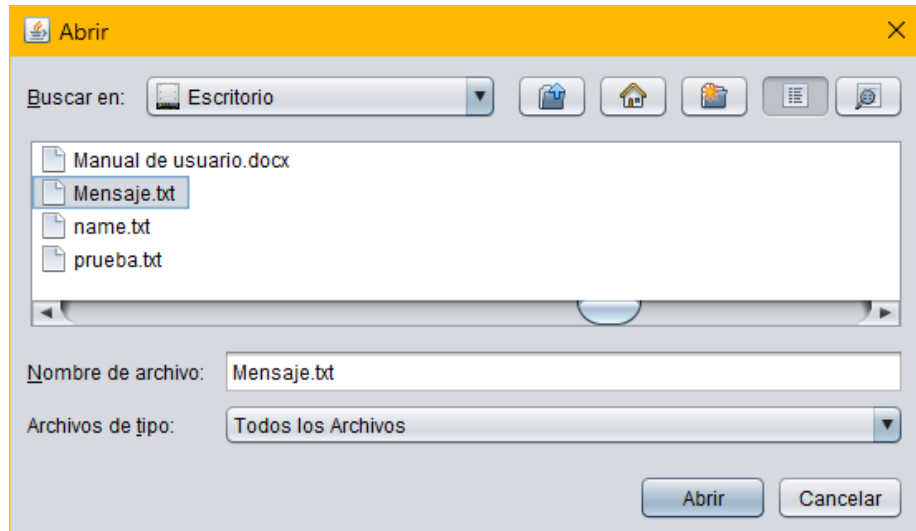 Abrir
Buscar en: Escritorio
Manual de usuario.docx
Mensaje.txt
name.txt
prueba.txt
Nombre de archivo: Mensaje.txt
Archivos de tipo: Todos los Archivos
Abrir Cancelar